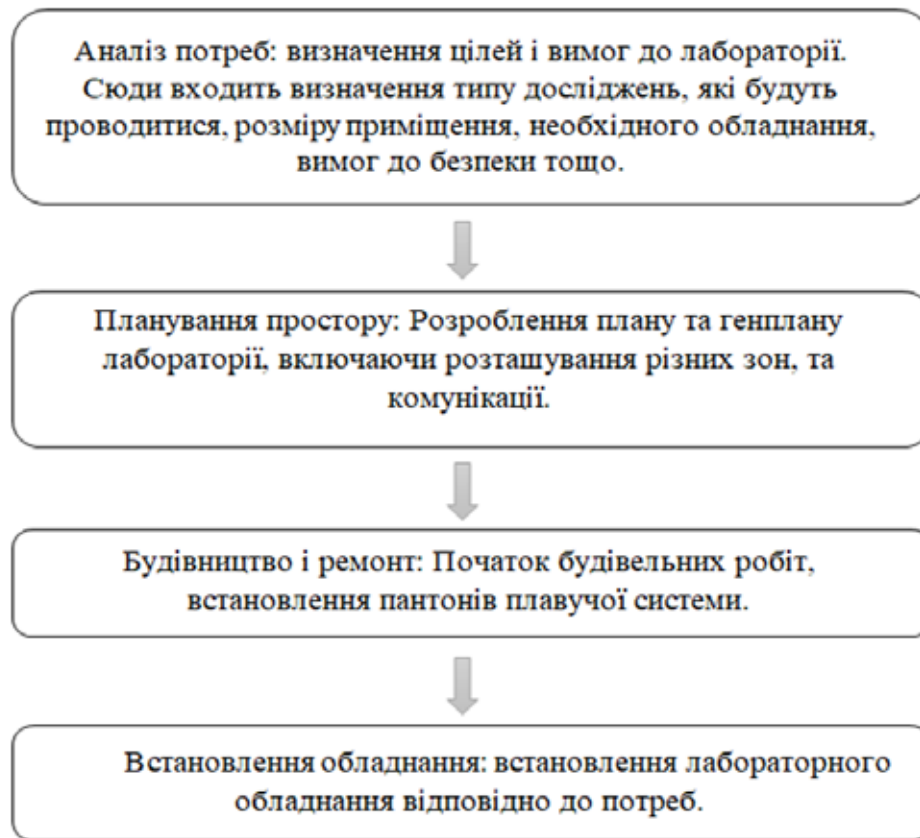 Аналіз потреб: визначення цілей і вимог до лабораторії.
Сюди входить визначення типу досліджень, які будуть
проводитися, розміру приміщення, необхідного обладнання,
вимог до безпеки тощо.
Планування простору: Розроблення плану та генплану
лабораторії, включаючи розташування різних зон, та
комунікації.
Будівництво і ремонт: Початок будівельних робіт,
встановлення пантонів плавучої системи.
Встановлення обладнання: встановлення лабораторного
обладнання відповідно до потреб.